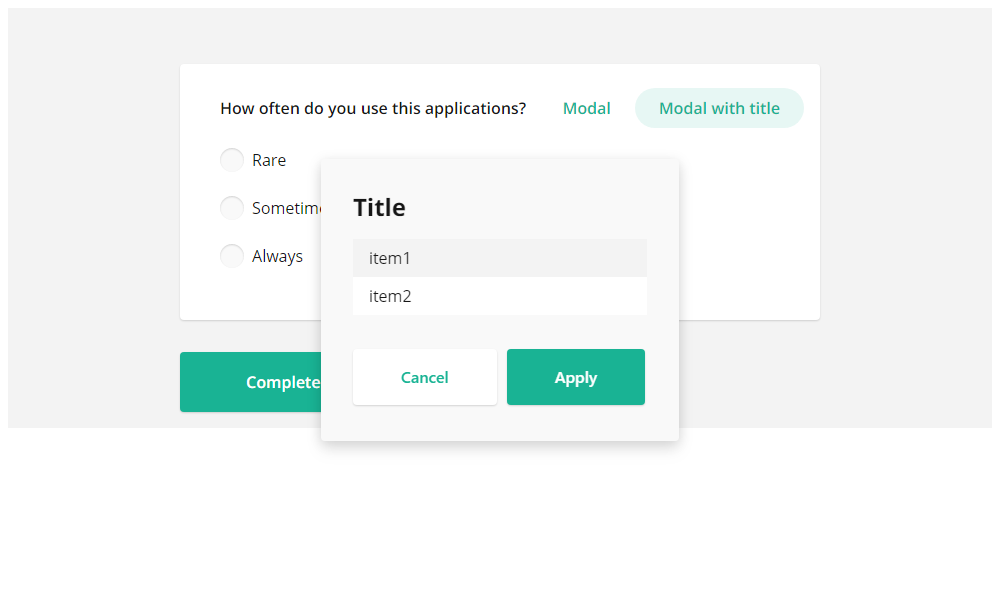 How often do you use this applications? Modal Modal with title
Rare
Sometim
Always
Title
item1
item2
Cancel Apply
Complete